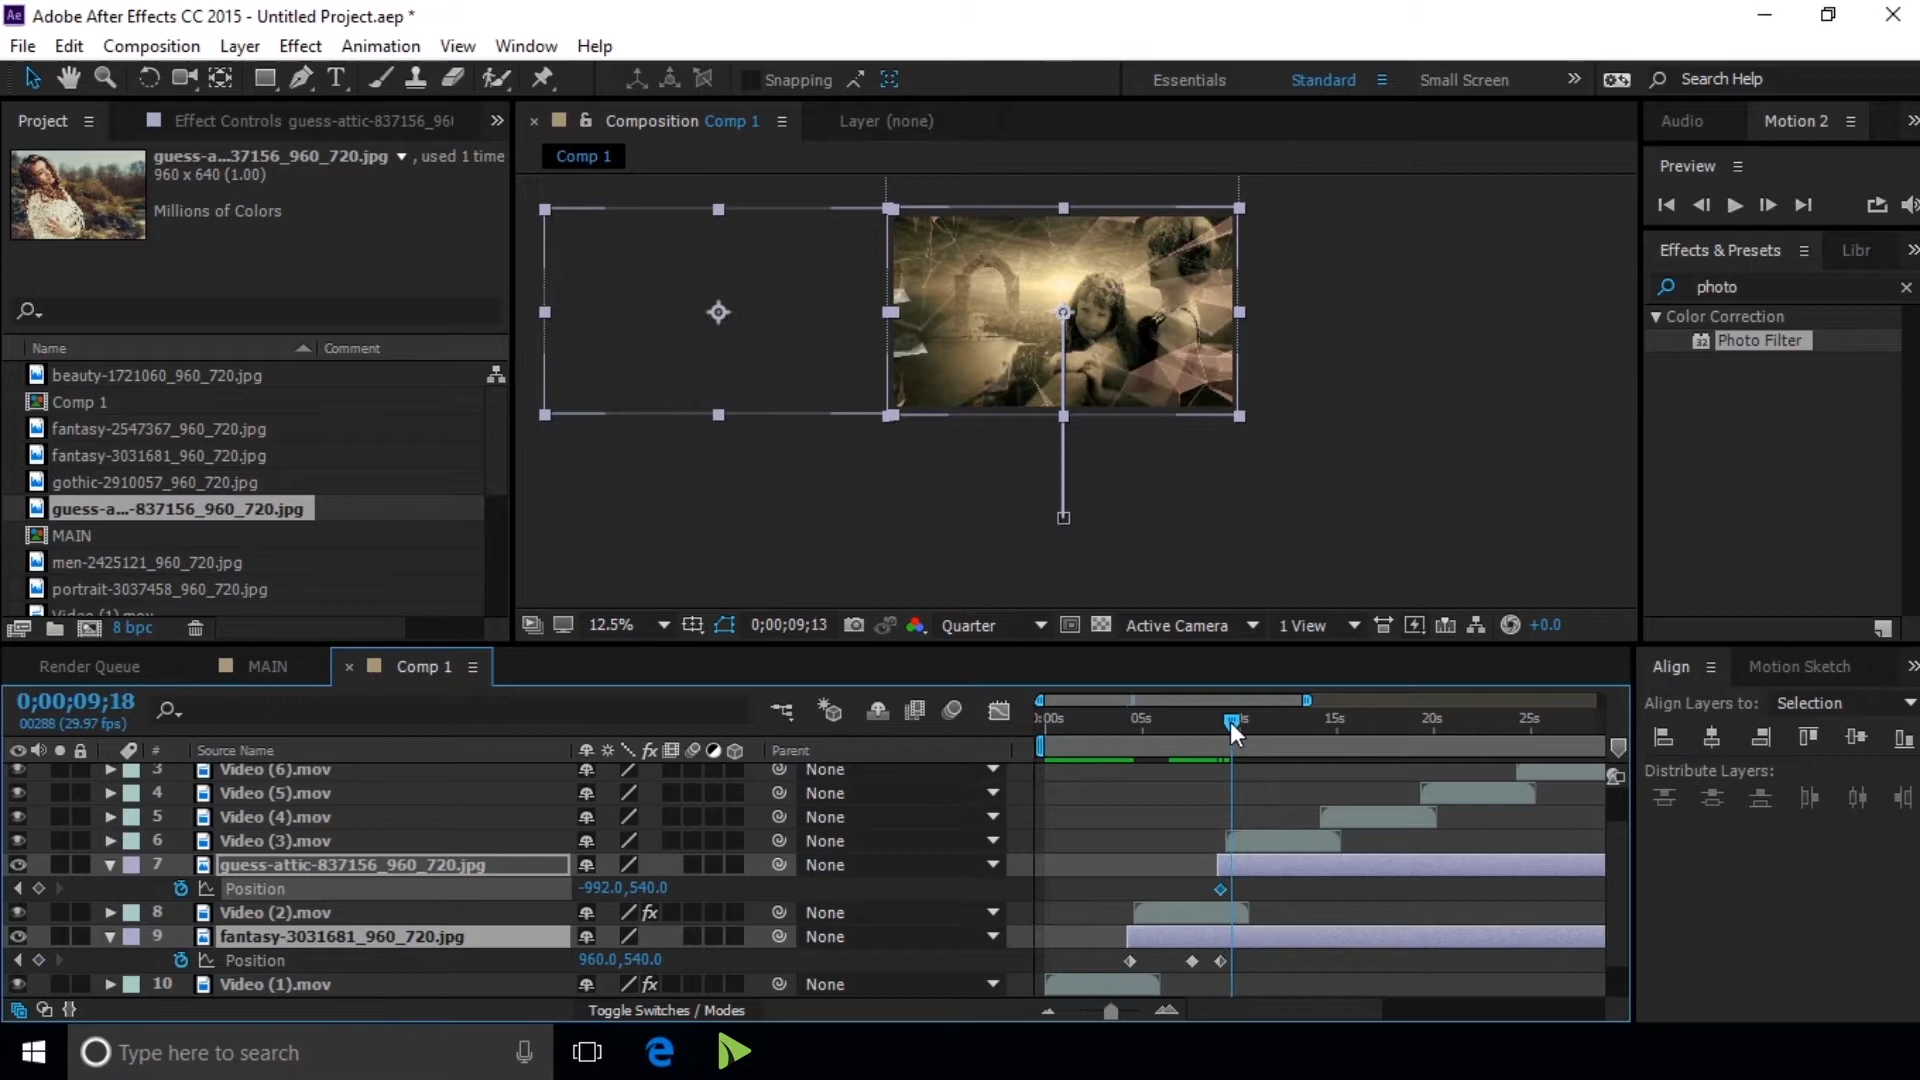 Ae Adobe After Effects CC 2015 - Untitled Project.aep *
File Edit Composition Layer Effect Animation View Window Help
T Snapping Essentials Standard Small Screen Search Help
Project Effect Controls guess-attic-837156_96(
Composition Comp 1 Layer (none)
Audio Motion 2
Comp 1
guess-a...37156_960_720.jpg , used 1 time
960 x 640 (1.00)
Millions of Colors
Preview
Effects & Presets Libr
photo
Color Correction
32 Photo Filter
Name Comment
beauty-1721060_960_720.jpg
Comp 1
fantasy-2547367_960_720.jpg
fantasy-3031681_960_720.jpg
gothic-2910057_960_720.jpg
guess-a...-837156_960_720.jpg
MAIN
men-2425121_960_720.jpg
portrait-3037458_960_720.jpg
Video (1).mov
8 bpc
12.5% 0;00;09;13 Quarter Active Camera 1 View +0.0
Render Queue MAIN Comp 1
Align Motion Sketch
0;00;09;18
00288 (29.97 fps)
Align Layers to: Selection
05s 15s 20s 25s
# Source Name fx Parent
Distribute Layers:
3 Video (6).mov None
4 Video (5).mov None
5 Video (4).mov None
6 Video (3).mov None
7 guess-attic-837156_960_720.jpg None
Position -992.0,540.0
8 Video (2).mov fx None
9 fantasy-3031681_960_720.jpg None
Position 960.0,540.0
10 Video (1).mov fx None
Toggle Switches / Modes
Type here to search